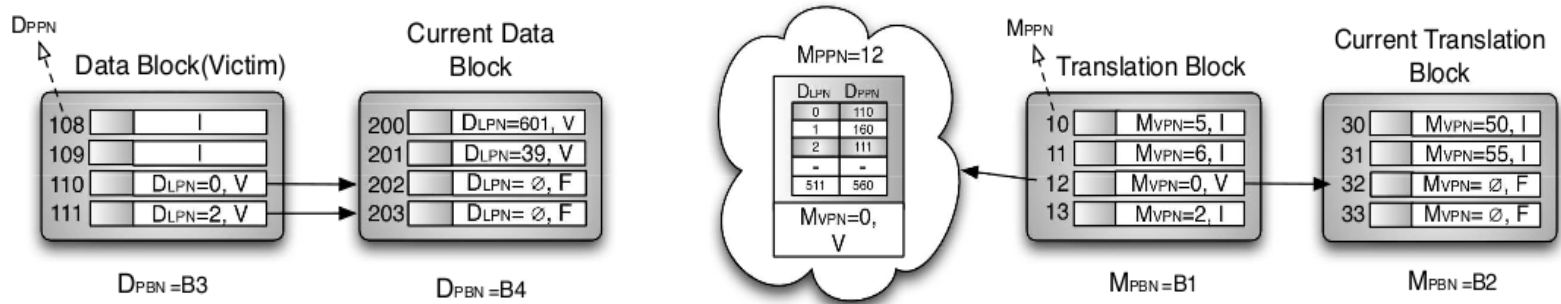 DPPN
Data Block(Victim)
108 I
109 I
110 DLPN=0, V
111 DLPN=2, V
DPBN =B3
Current Data
Block
200 DLPN=601, V
201 DLPN=39, V
202 DLPN= ∅, F
203 DLPN= ∅, F
DPBN =B4
MPPN=12
DLPN DPPN
0 110
1 160
2 111
- -
511 560
MVPN=0,
V
MPPN
Translation Block
10 MVPN=5, I
11 MVPN=6, I
12 MVPN=0, V
13 MVPN=2, I
MPBN =B1
Current Translation
Block
30 MVPN=50, I
31 MVPN=55, I
32 MVPN= ∅, F
33 MVPN= ∅, F
MPBN =B2